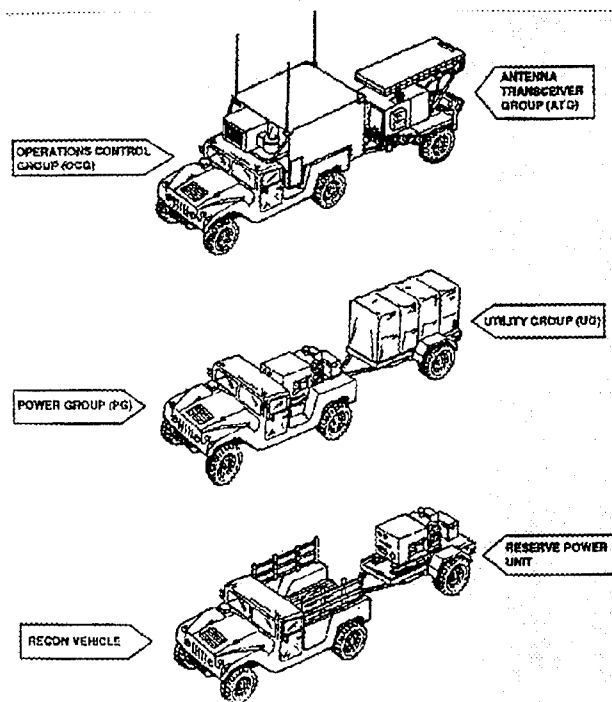 ANTENNA
TRANSCEIVER
GROUP (ATG)
OPERATIONS CONTROL
GROUP (OCG)
UTILITY GROUP (UG)
POWER GROUP (PG)
RESERVE POWER
UNIT
RECON VEHICLE